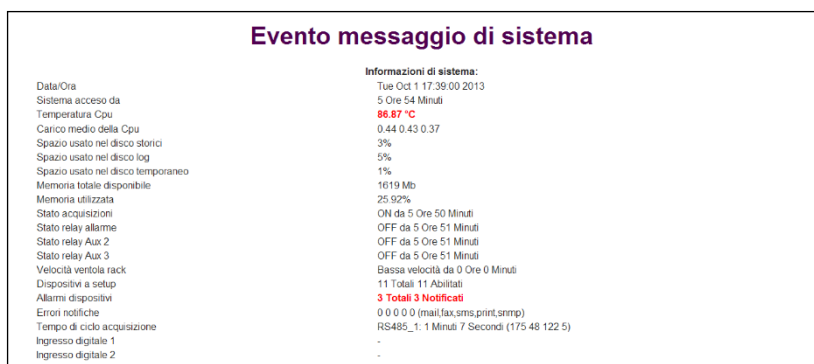 Evento messaggio di sistema
Informazioni di sistema:
Data/Ora Tue Oct 1 17:39:00 2013
Sistema acceso da 5 Ore 54 Minuti
Temperatura Cpu 86.87 °C
Carico medio della Cpu 0.44 0.43 0.37
Spazio usato nel disco storici 3%
Spazio usato nel disco log 5%
Spazio usato nel disco temporaneo 1%
Memoria totale disponibile 1619 Mb
Memoria utilizzata 25.92%
Stato acquisizioni ON da 5 Ore 50 Minuti
Stato relay allarme OFF da 5 Ore 51 Minuti
Stato relay Aux 2 OFF da 5 Ore 51 Minuti
Stato relay Aux 3 OFF da 5 Ore 51 Minuti
Velocità ventola rack Bassa velocità da 0 Ore 0 Minuti
Dispositivi a setup 11 Totali 11 Abilitati
Allarmi dispositivi 3 Totali 3 Notificati
Errori notifiche 0 0 0 0 0 (mail,fax,sms,print,snmp)
Tempo di ciclo acquisizione RS485_1: 1 Minuti 7 Secondi (175 48 122 5)
Ingresso digitale 1 -
Ingresso digitale 2 -